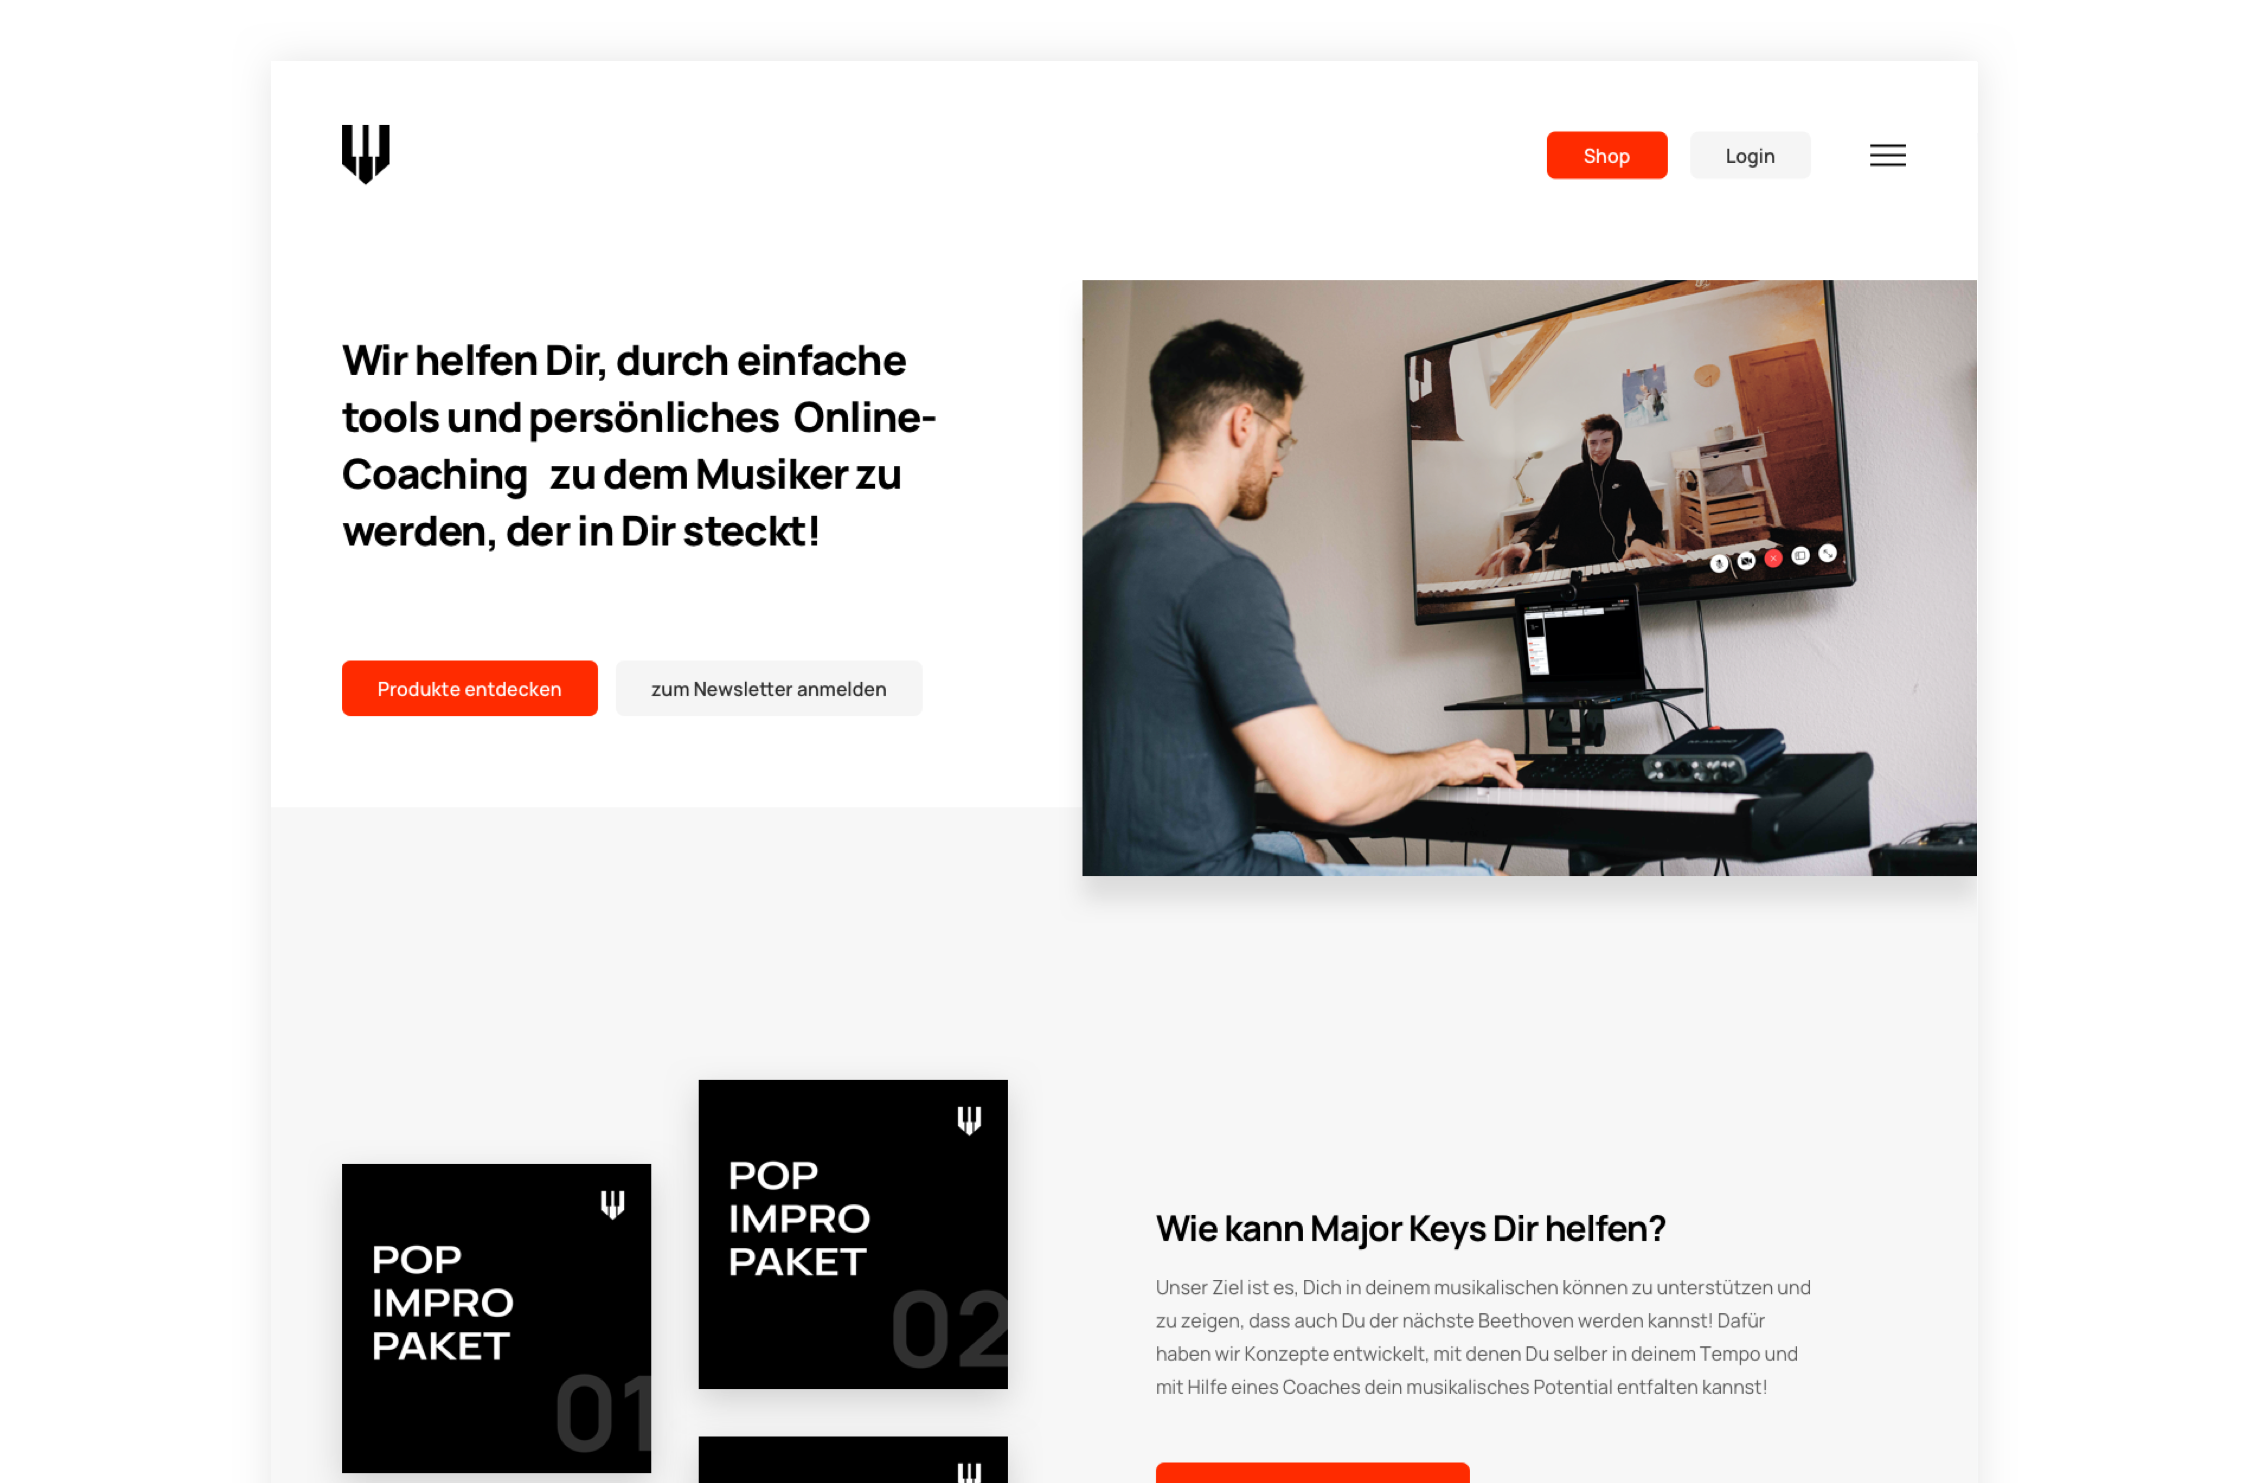 Shop
Login
Wir helfen Dir, durch einfache
tools und persönliches Online-
Coaching zu dem Musiker zu
werden, der in Dir steckt!
Produkte entdecken
zum Newsletter anmelden
POP
IMPRO
PAKET
01
POP
IMPRO
PAKET
02
Wie kann Major Keys Dir helfen?
Unser Ziel ist es, Dich in deinem musikalischen können zu unterstützen und
zu zeigen, dass auch Du der nächste Beethoven werden kannst! Dafür
haben wir Konzepte entwickelt, mit denen Du selber in deinem Tempo und
mit Hilfe eines Coaches dein musikalisches Potential entfalten kannst!